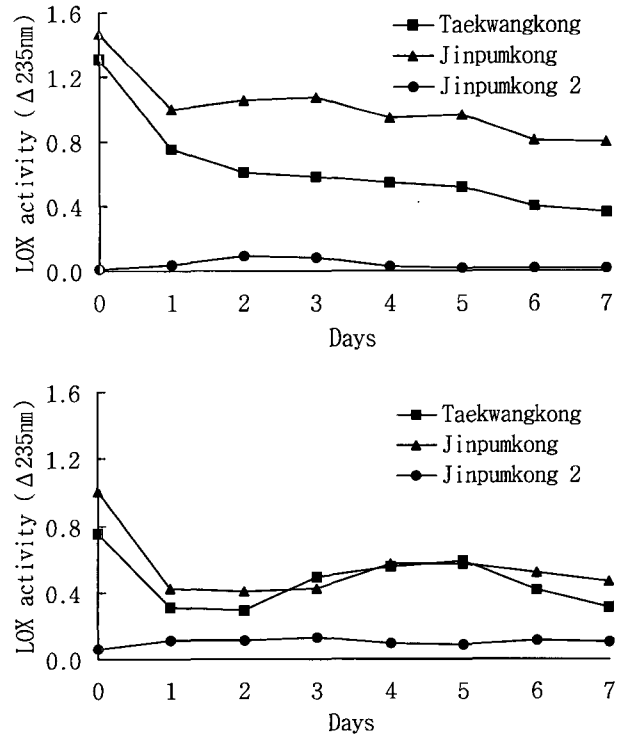 LOX activity (Δ235nm)
1.6
1.2
0.8
0.4
0.0
Taekwangkong
Jinpumkong
Jinpumkong 2
0 1 2 3 4 5 6 7
Days
LOX activity (Δ235nm)
1.6
1.2
0.8
0.4
0.0
Taekwangkong
Jinpumkong
Jinpumkong 2
0 1 2 3 4 5 6 7
Days